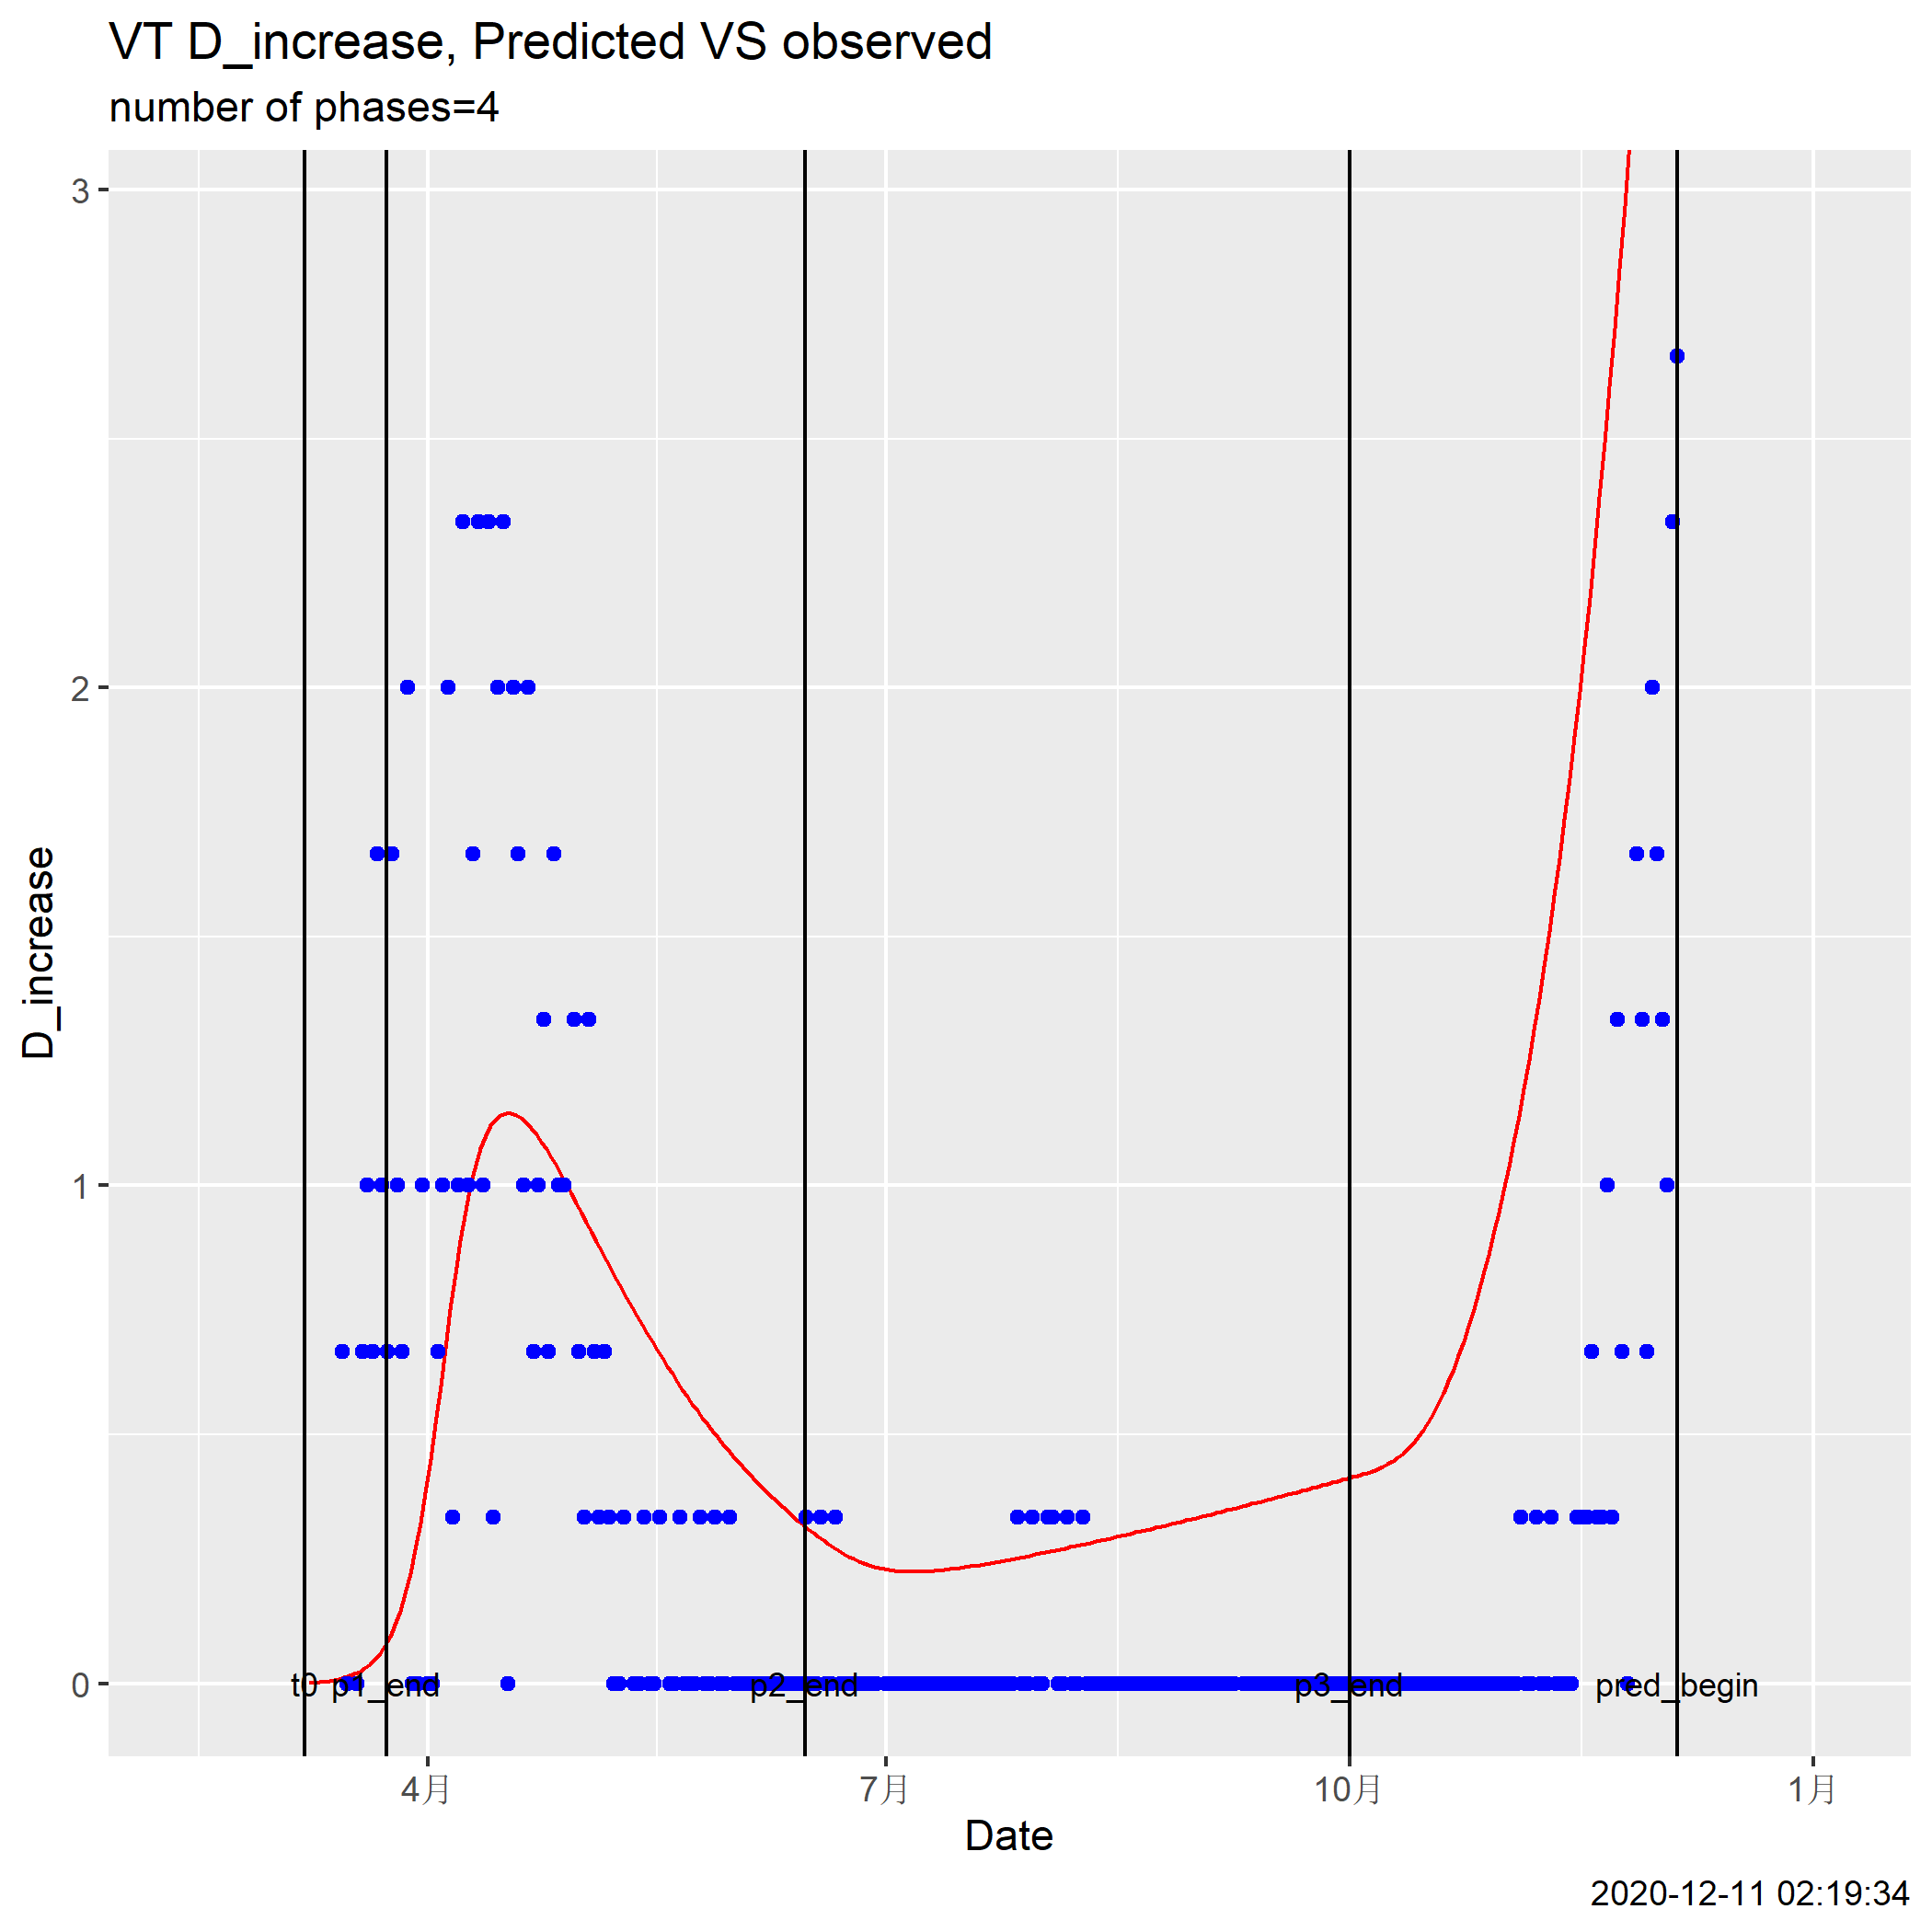 VT D_increase, Predicted VS observed
number of phases=4
3
2
1
0
D_increase
t0 p1_end p2_end p3_end pred_begin
4月 7月 10月 1月
Date
2020-12-11 02:19:34